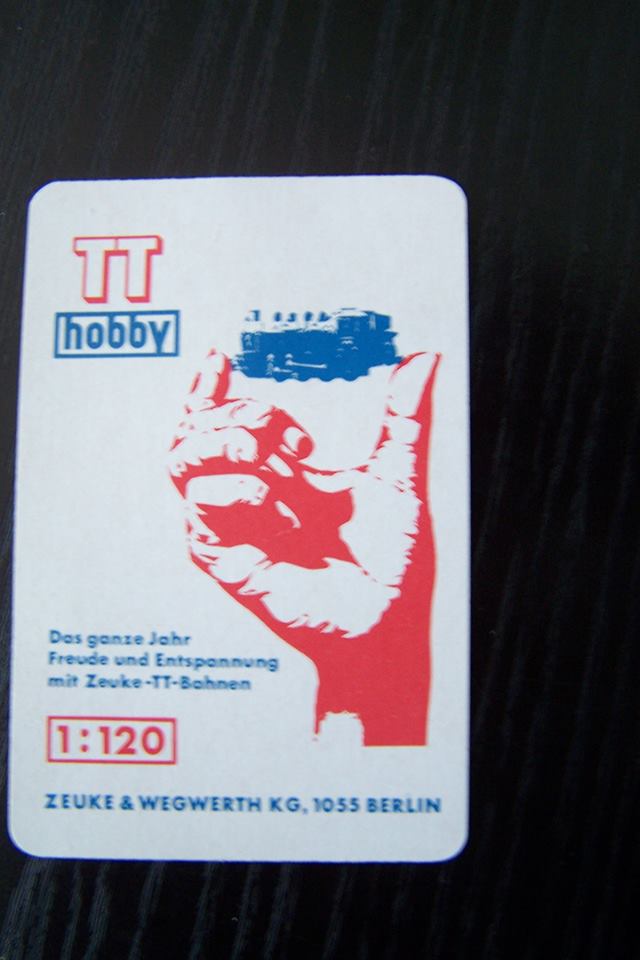 TT
hobby
Das ganze Jahr
Freude und Entspannung
mit Zeuke-TT-Bahnen
1:120
ZEUKE & WEGWERTH KG, 1055 BERLIN